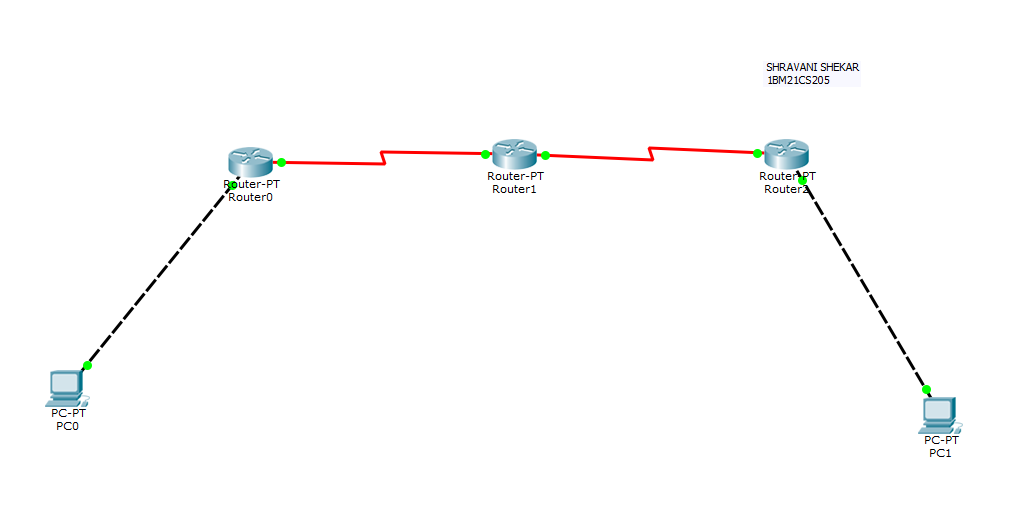 SHRAVANI SHEKAR
1BM21CS205
Router-PT
Router0
Router-PT
Router1
Router-PT
Router2
PC-PT
PC0
PC-PT
PC1